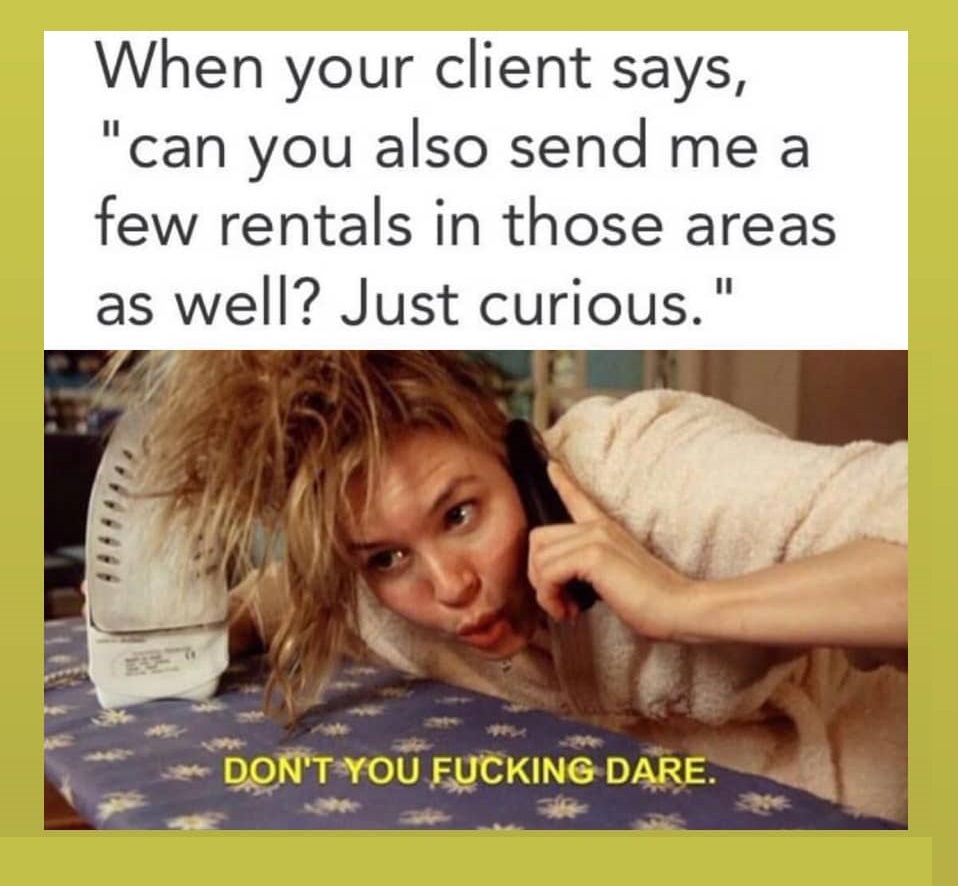 When your client says,
"can you also send me a
few rentals in those areas
as well? Just curious."
DON'T YOU FUCKING DARE.